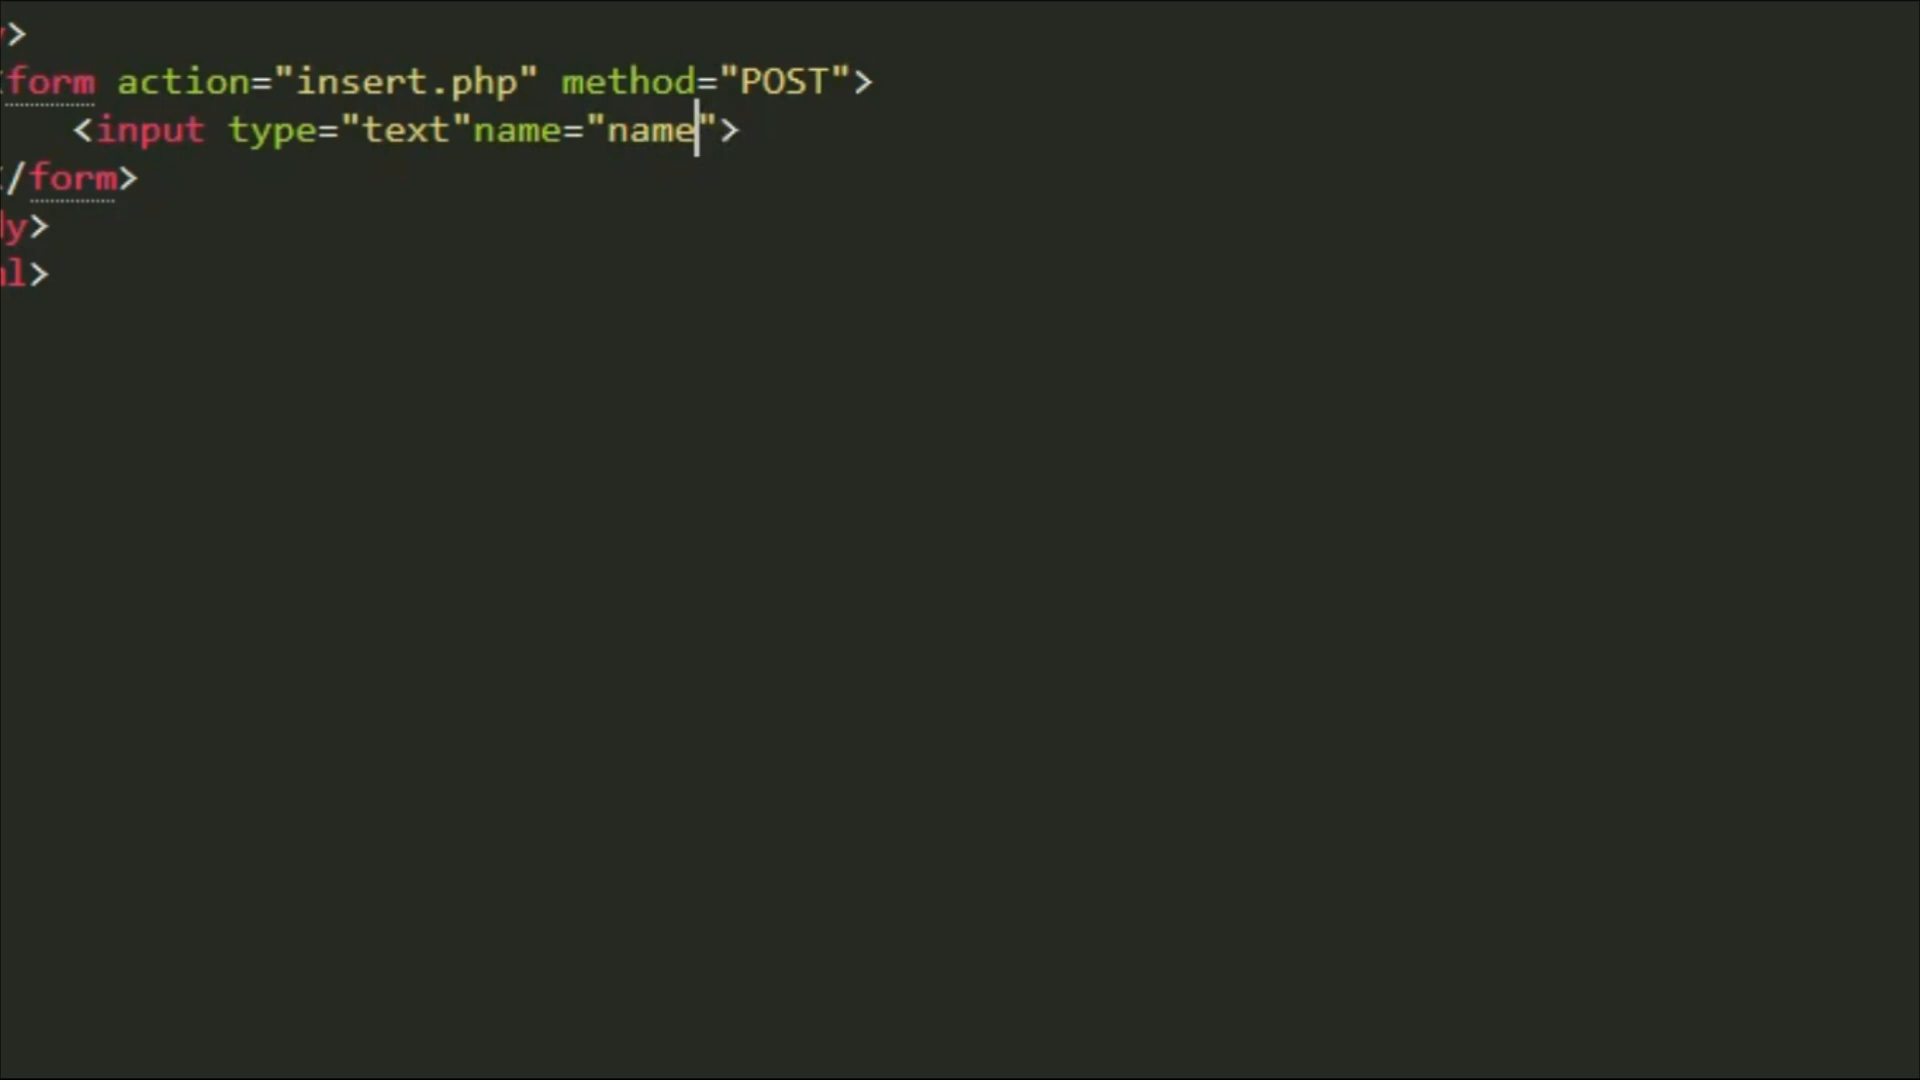 >
form action="insert.php" method="POST">
<input type="text"name="name">
/form>
y>
l>